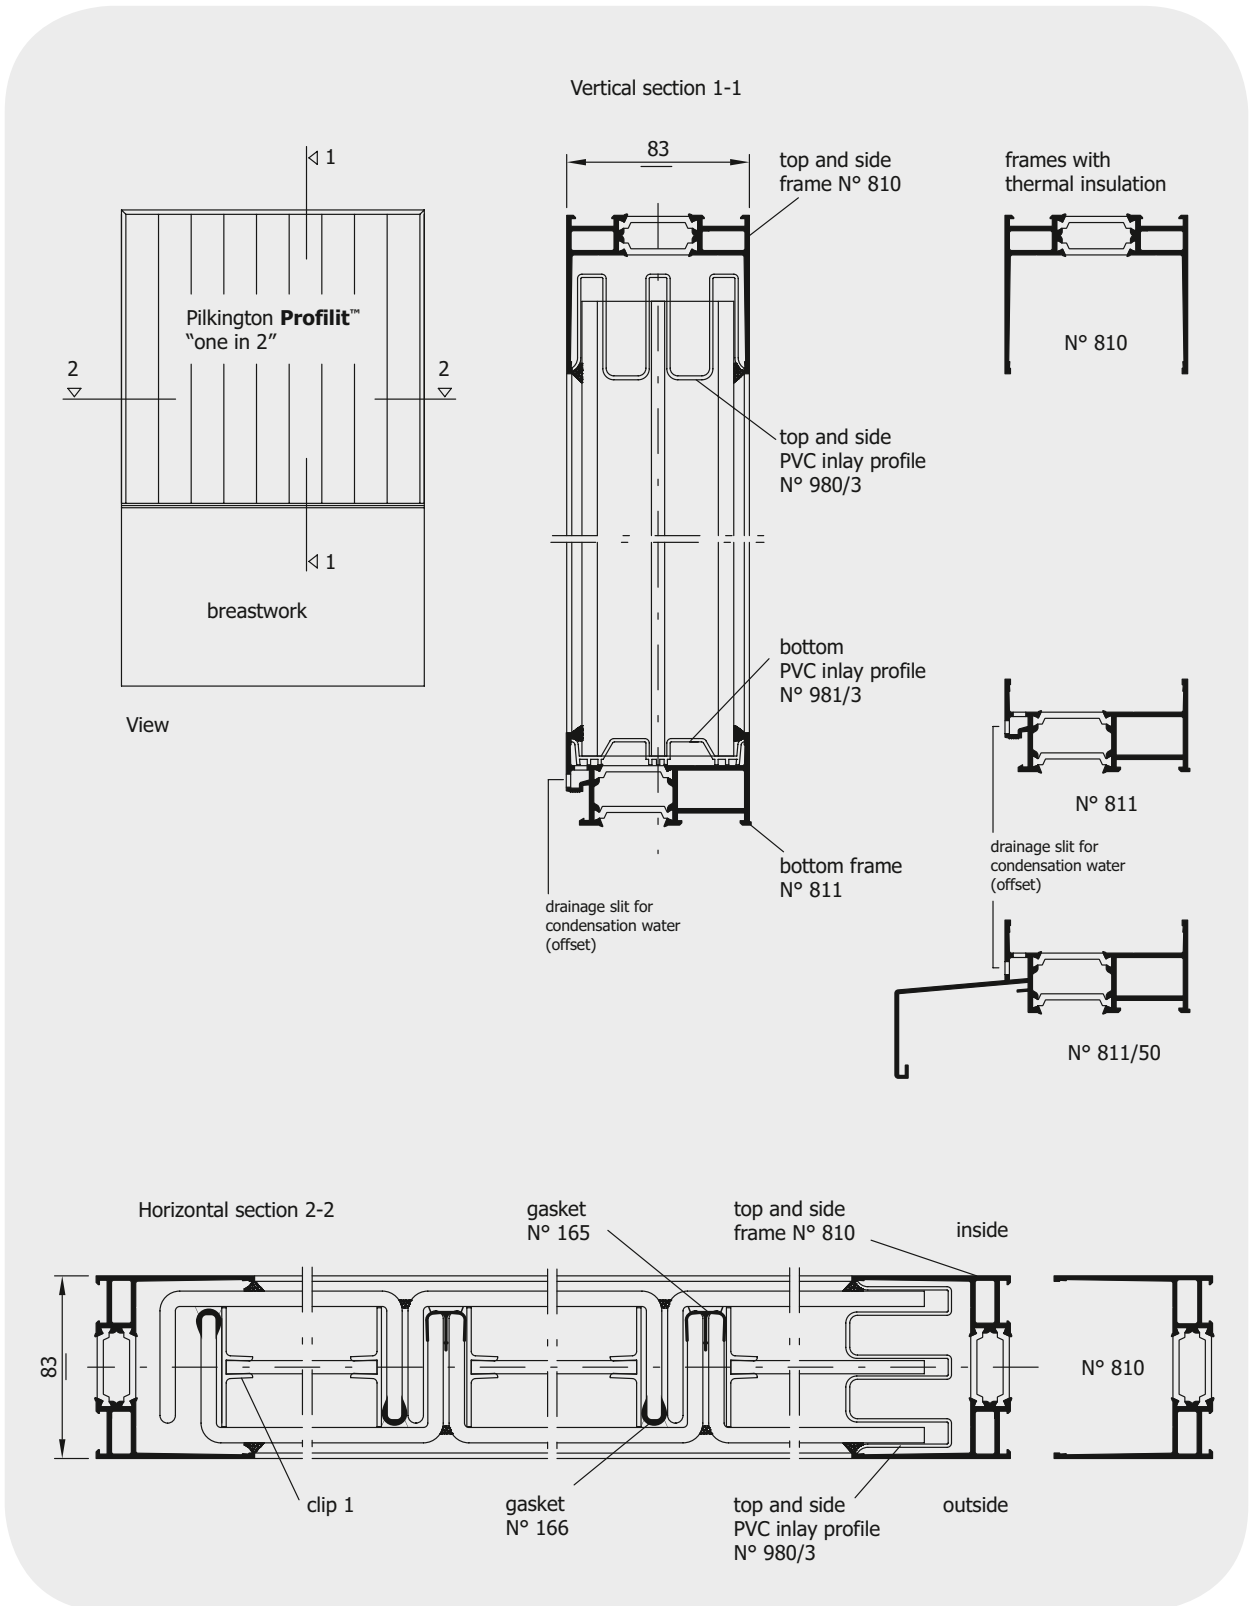 Vertical section 1-1
1
Pilkington Profilit™
“one in 2”
2
2
1
breastwork
View
83
top and side
frame N° 810
top and side
PVC inlay profile
N° 980/3
bottom
PVC inlay profile
N° 981/3
bottom frame
N° 811
drainage slit for
condensation water
(offset)
frames with
thermal insulation
N° 810
N° 811
drainage slit for
condensation water
(offset)
N° 811/50
Horizontal section 2-2
gasket
N° 165
top and side
frame N° 810
inside
83
N° 810
clip 1
gasket
N° 166
top and side
PVC inlay profile
N° 980/3
outside